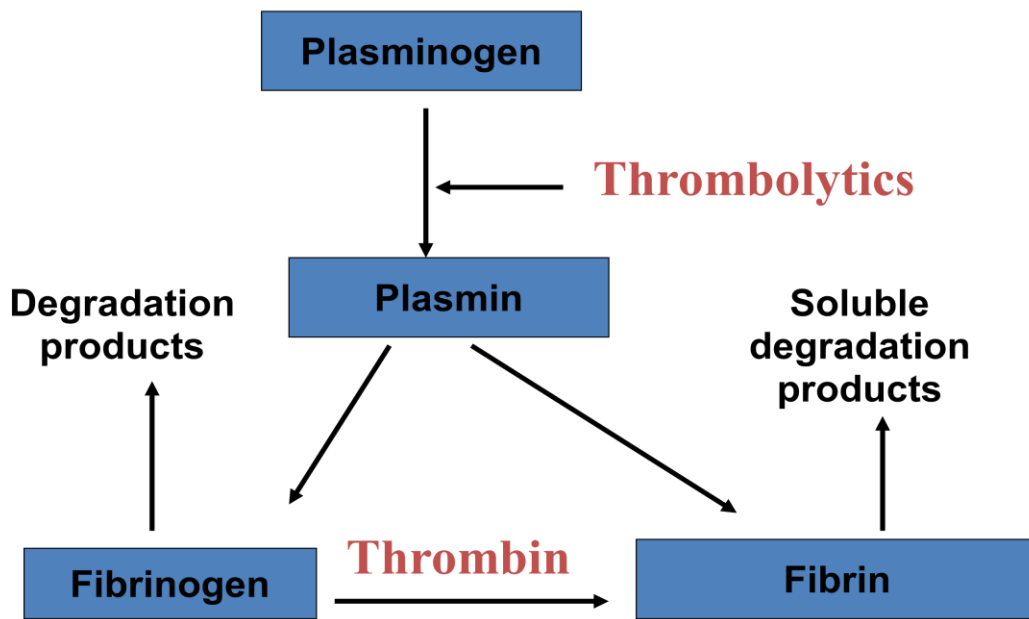 Plasminogen
Thrombolytics
Plasmin
Degradation
products
Soluble
degradation
products
Thrombin
Fibrinogen
Fibrin